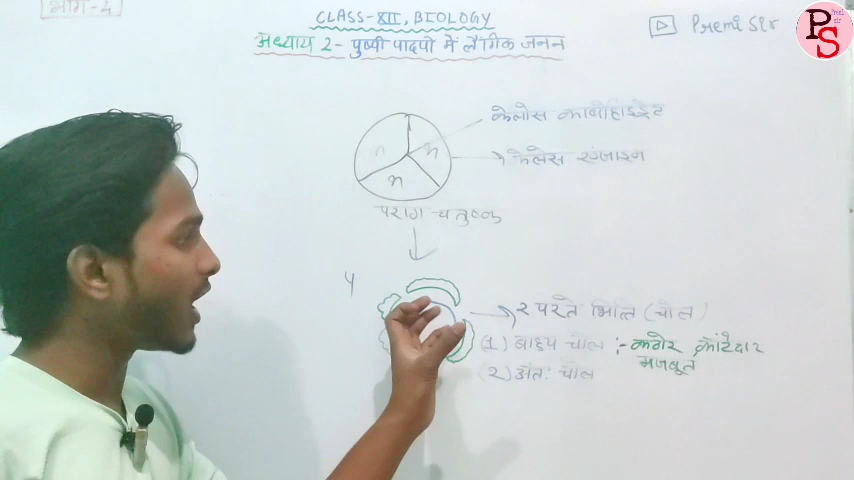 भाग-4
CLASS-XII, BIOLOGY
Premi Sir
PS
अध्याय 2- पुष्पी पादपो में लैंगिक जनन
केलोस काबोहाइड्रेट
n n
केलेस एंजाइम
n
पराग चतुष्क
4
2 परते भित्ति (चोल)
(1) बाह्य चोल :- कठोर कांटेदार
मजबूत
(2) अंत: चोल